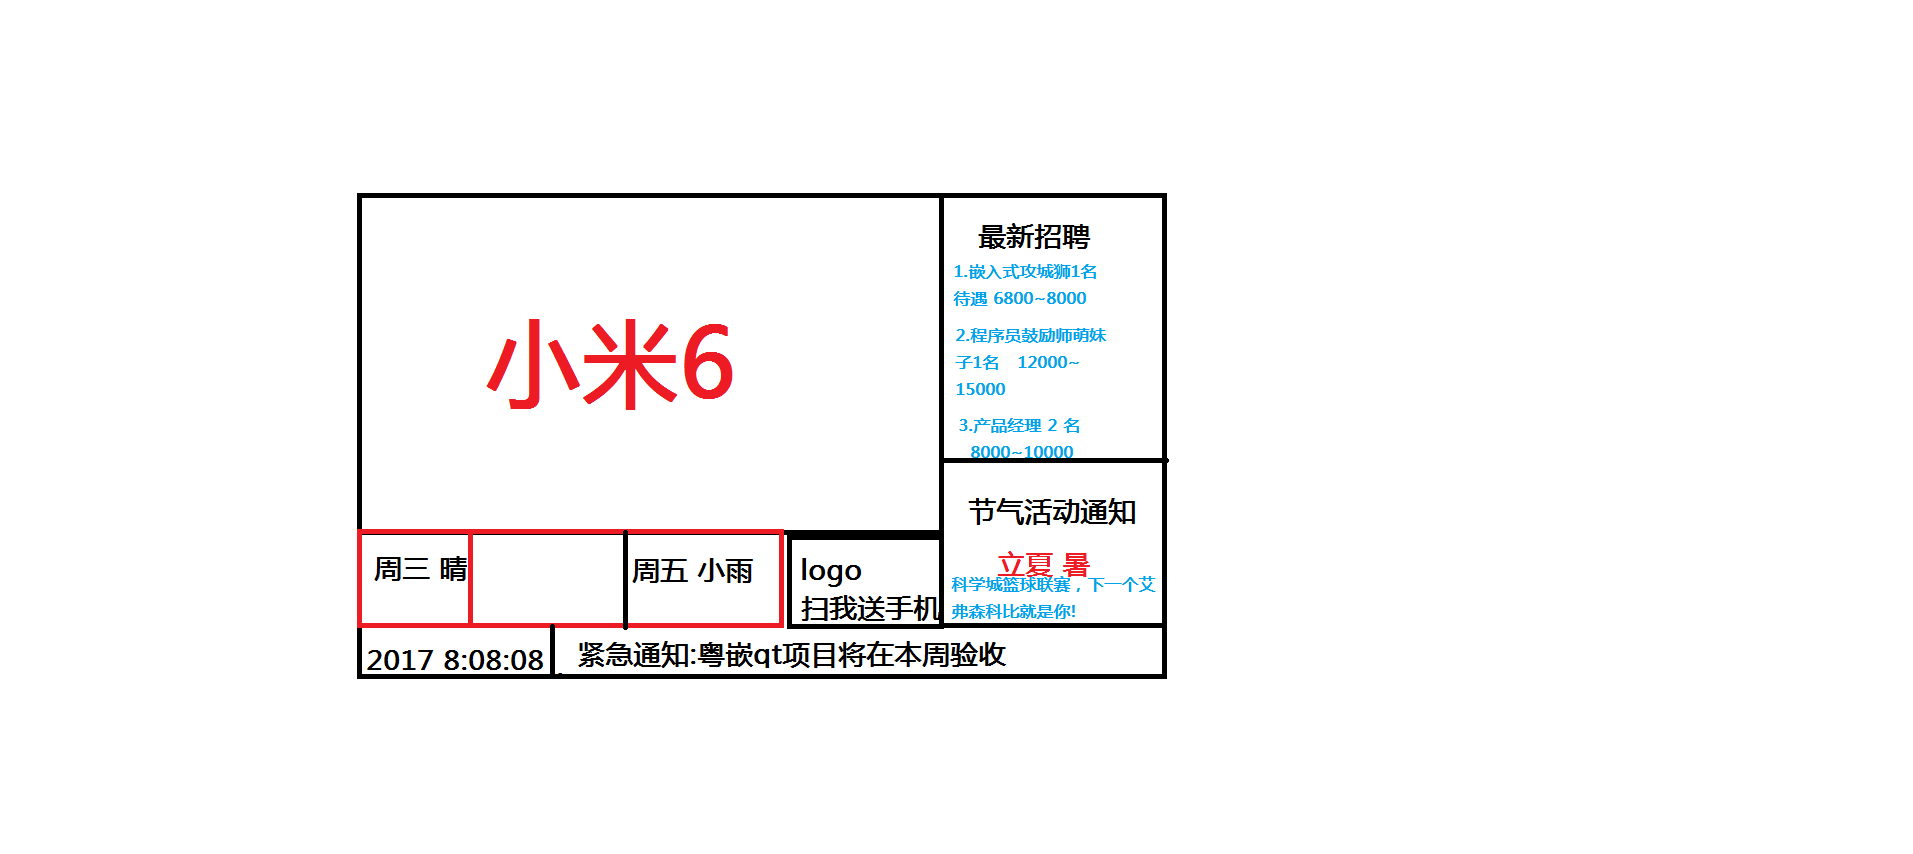 小米6
最新招聘
1.嵌入式攻城狮1名
待遇 6800~8000
2.程序员鼓励师萌妹
子1名 12000~
15000
3.产品经理 2 名
8000~10000
节气活动通知
立夏 暑
科学城篮球联赛，下一个艾
弗森科比就是你!
周三 晴
周五 小雨
logo
扫我送手机
2017 8:08:08
紧急通知:粤嵌qt项目将在本周验收